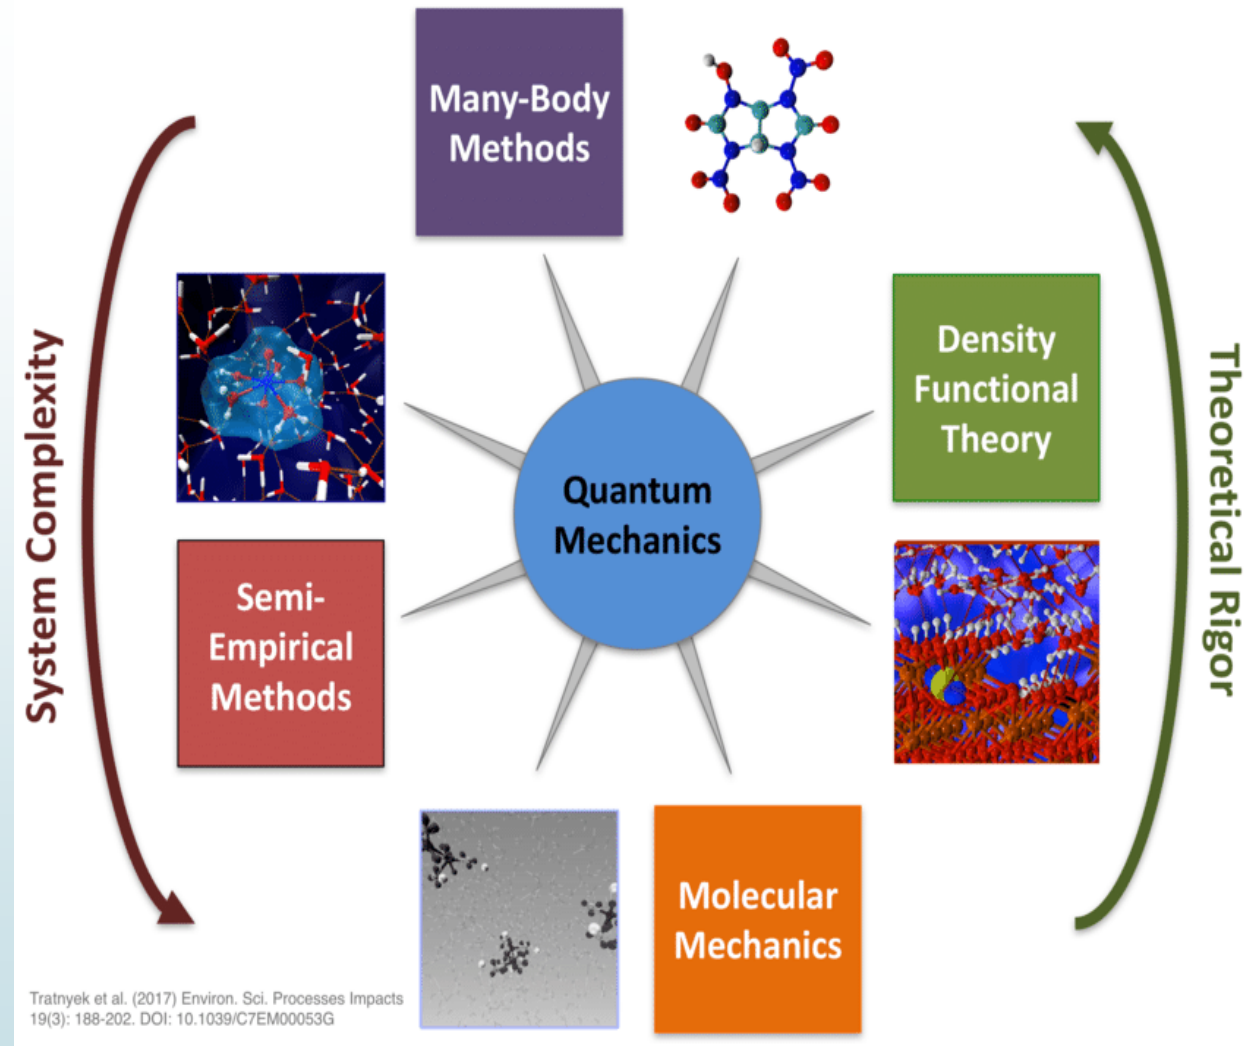 Many-Body
Methods
System Complexity
Density
Functional
Theory
Theoretical Rigor
Quantum
Mechanics
Semi-
Empirical
Methods
Molecular
Mechanics
Tratnyek et al. (2017) Environ. Sci. Processes Impacts
19(3): 188-202. DOI: 10.1039/C7EM00053G